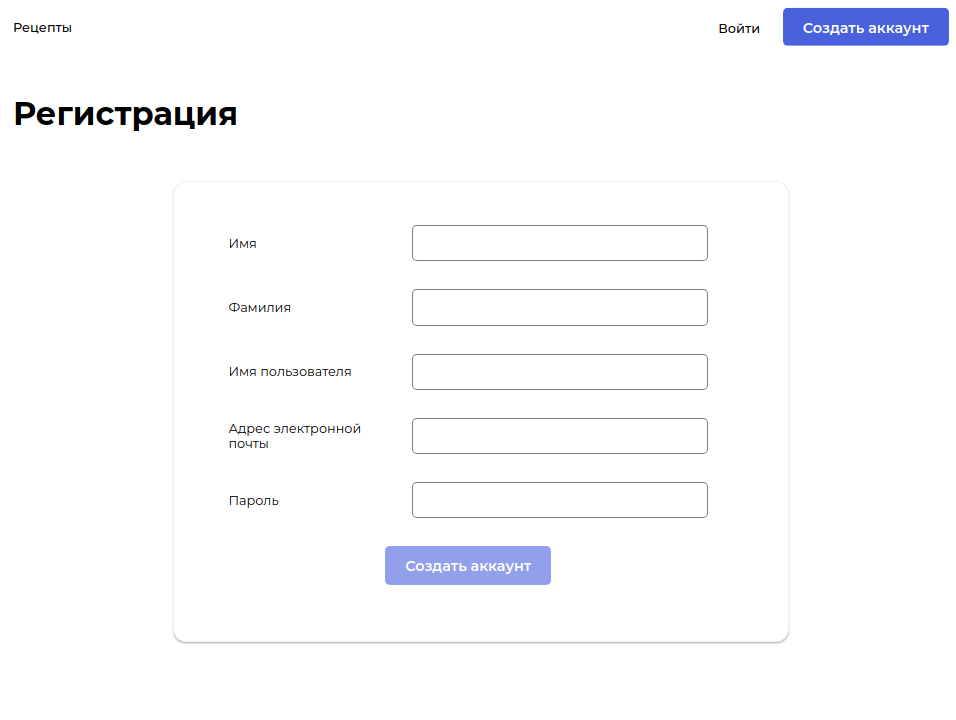 Рецепты
Войти
Создать аккаунт
Регистрация
Имя
Фамилия
Имя пользователя
Адрес электронной
почты
Пароль
Создать аккаунт